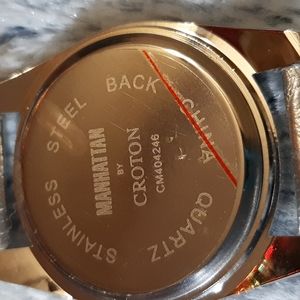 STAINLESS STEEL BACK CHINA QUARTZ
MANHATTAN
BY
CROTON
CM404246